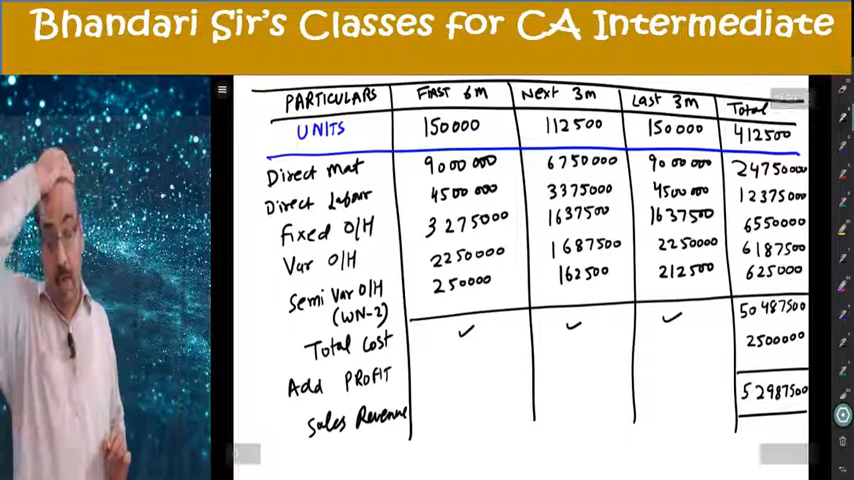 Bhandari Sir's Classes for CA Intermediate
PARTICULARS FIRST 6M Next 3m Last 3m Total
UNITS 150000 112500 150000 412500
Direct Mat 9000000 6750000 9000000 24750000
Direct Labour 4500000 3375000 4500000 12375000
Fixed O/H 3275000 1637500 1637500 6550000
Var O/H 2250000 1687500 2250000 6187500
Semi Var O/H 250000 162500 212500 625000
(WN-2)
Total Cost ✓ ✓ ✓ 50487500
Add PROFIT 2500000
Sales Revenue 52987500